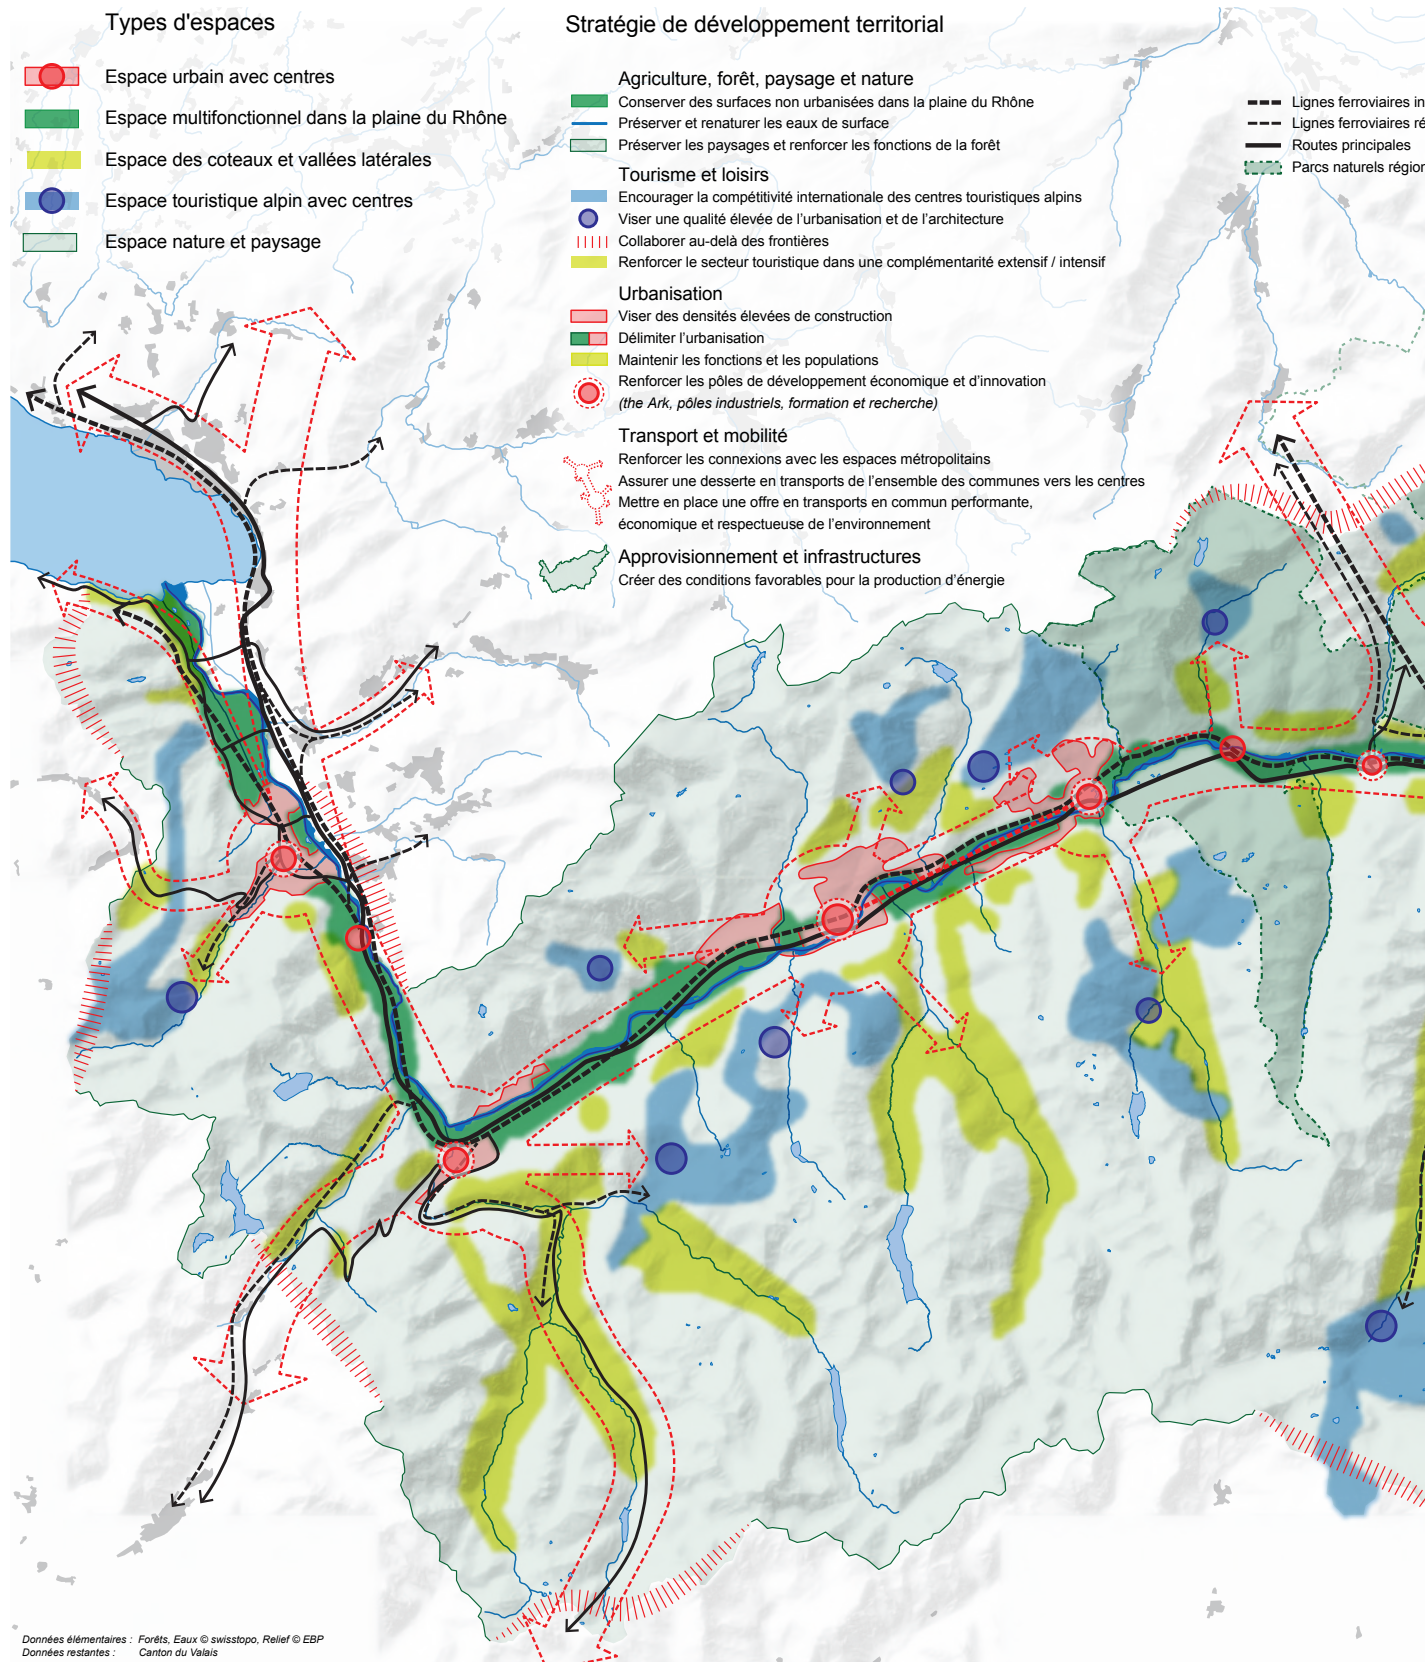 Types d'espaces
Espace urbain avec centres
Espace multifonctionnel dans la plaine du Rhône
Espace des coteaux et vallées latérales
Espace touristique alpin avec centres
Espace nature et paysage
Stratégie de développement territorial
Agriculture, forêt, paysage et nature
Conserver des surfaces non urbanisées dans la plaine du Rhône
Préserver et renaturer les eaux de surface
Préserver les paysages et renforcer les fonctions de la forêt
Tourisme et loisirs
Encourager la compétitivité internationale des centres touristiques alpins
Viser une qualité élevée de l'urbanisation et de l'architecture
Collaborer au-delà des frontières
Renforcer le secteur touristique dans une complémentarité extensif / intensif
Urbanisation
Viser des densités élevées de construction
Délimiter l'urbanisation
Maintenir les fonctions et les populations
Renforcer les pôles de développement économique et d'innovation
(the Ark, pôles industriels, formation et recherche)
Transport et mobilité
Renforcer les connexions avec les espaces métropolitains
Assurer une desserte en transports de l'ensemble des communes vers les centres
Mettre en place une offre en transports en commun performante,
économique et respectueuse de l'environnement
Approvisionnement et infrastructures
Créer des conditions favorables pour la production d'énergie
Lignes ferroviaires in
Lignes ferroviaires ré
Routes principales
Parcs naturels région
Données élémentaires : Forêts, Eaux © swisstopo, Relief © EBP
Données restantes : Canton du Valais